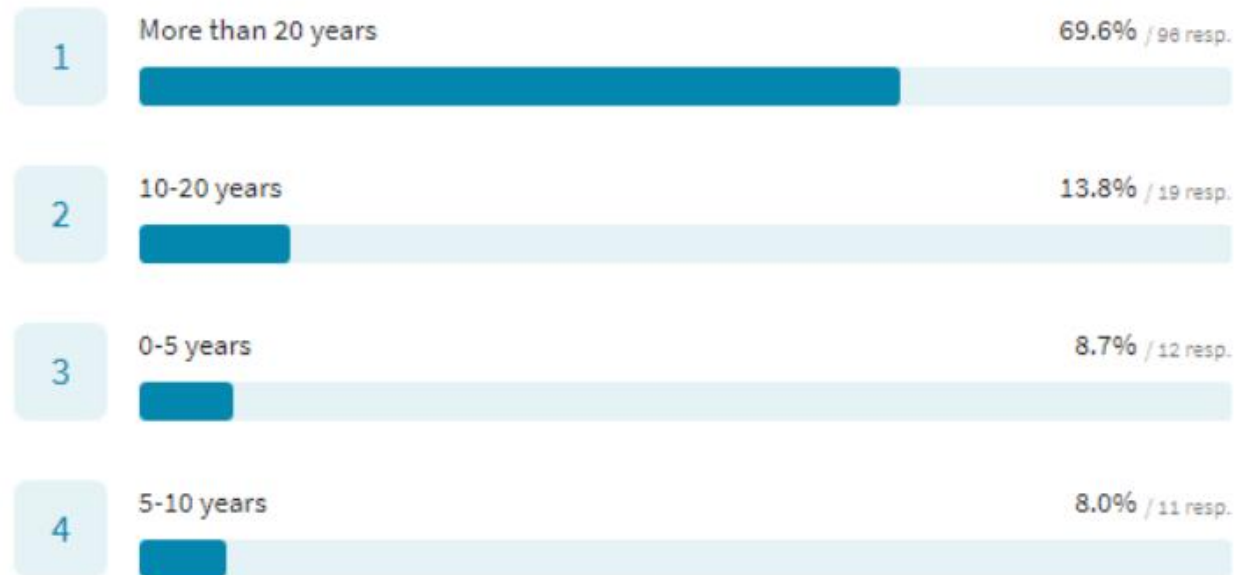 1
More than 20 years 69.6% / 96 resp.
2
10-20 years 13.8% / 19 resp.
3
0-5 years 8.7% / 12 resp.
4
5-10 years 8.0% / 11 resp.